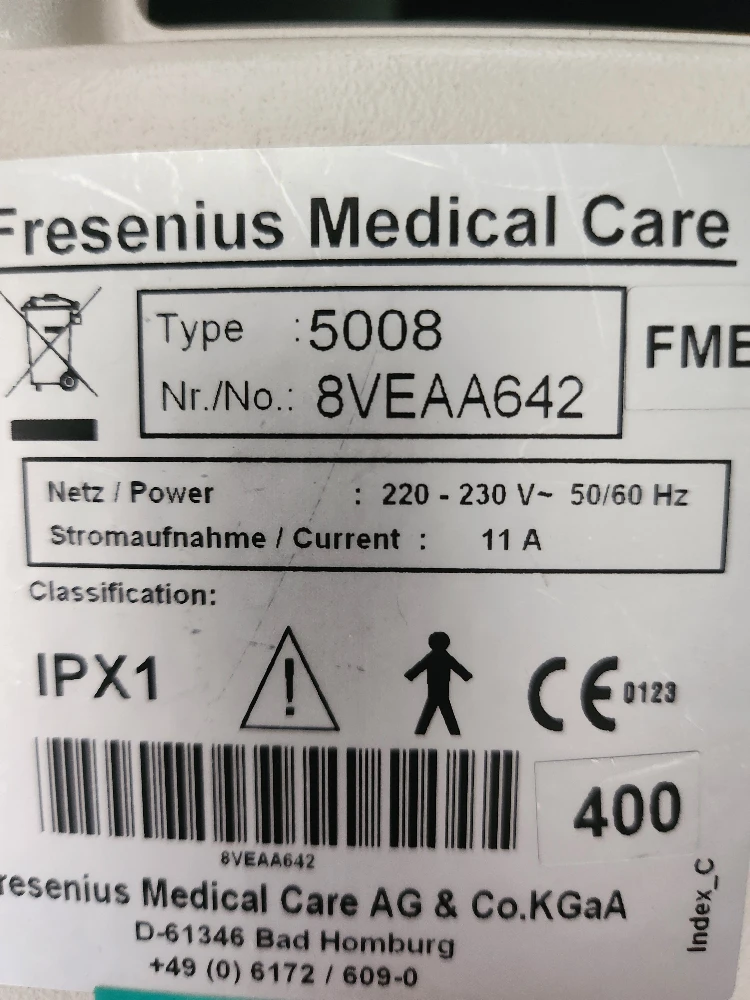 Fresenius Medical Care
Type :5008
Nr./No.: 8VEAA642
FME
Netz / Power : 220 - 230 V~ 50/60 Hz
Stromaufnahme / Current : 11 A
Classification:
IPX1
! CE 0123
8VEAA642
400
resenius Medical Care AG & Co.KGaA
D-61346 Bad Homburg
+49 (0) 6172 / 609-0
Index_C